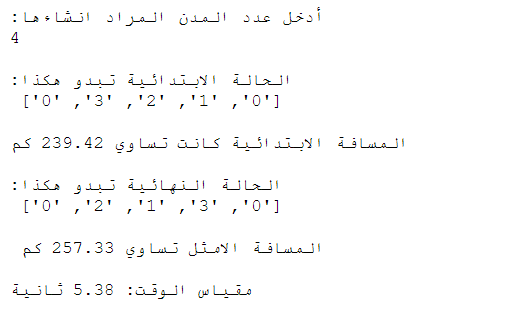 أدخل عدد المدن المراد انشاءها:
4
الحالة الابتدائية تبدو هكذا:
['0', '1', '2', '3', '0']
المسافة الابتدائية كانت تساوي 239.42 كم
الحالة النهائية تبدو هكذا:
['0', '3', '1', '2', '0']
المسافة الامثل تساوي 257.33 كم
مقياس الوقت: 5.38 ثانية